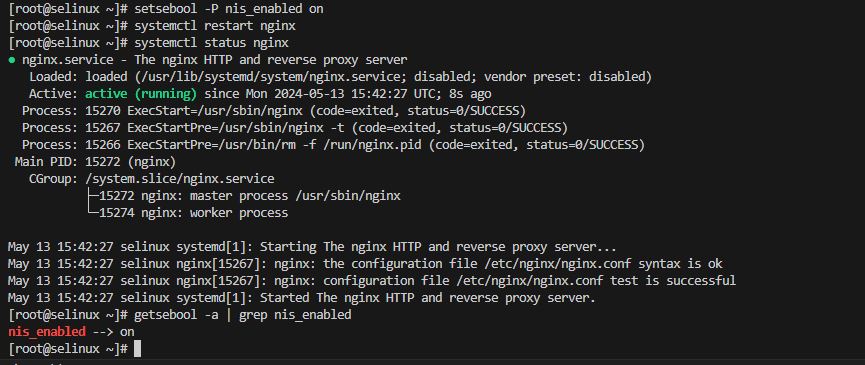 [root@selinux ~]# setsebool -P nis_enabled on
[root@selinux ~]# systemctl restart nginx
[root@selinux ~]# systemctl status nginx
● nginx.service - The nginx HTTP and reverse proxy server
   Loaded: loaded (/usr/lib/systemd/system/nginx.service; disabled; vendor preset: disabled)
   Active: active (running) since Mon 2024-05-13 15:42:27 UTC; 8s ago
  Process: 15270 ExecStart=/usr/sbin/nginx (code=exited, status=0/SUCCESS)
  Process: 15267 ExecStartPre=/usr/sbin/nginx -t (code=exited, status=0/SUCCESS)
  Process: 15266 ExecStartPre=/usr/bin/rm -f /run/nginx.pid (code=exited, status=0/SUCCESS)
 Main PID: 15272 (nginx)
   CGroup: /system.slice/nginx.service
           ├─15272 nginx: master process /usr/sbin/nginx
           └─15274 nginx: worker process

May 13 15:42:27 selinux systemd[1]: Starting The nginx HTTP and reverse proxy server...
May 13 15:42:27 selinux nginx[15267]: nginx: the configuration file /etc/nginx/nginx.conf syntax is ok
May 13 15:42:27 selinux nginx[15267]: nginx: configuration file /etc/nginx/nginx.conf test is successful
May 13 15:42:27 selinux systemd[1]: Started The nginx HTTP and reverse proxy server.
[root@selinux ~]# getsebool -a | grep nis_enabled
nis_enabled --> on
[root@selinux ~]#